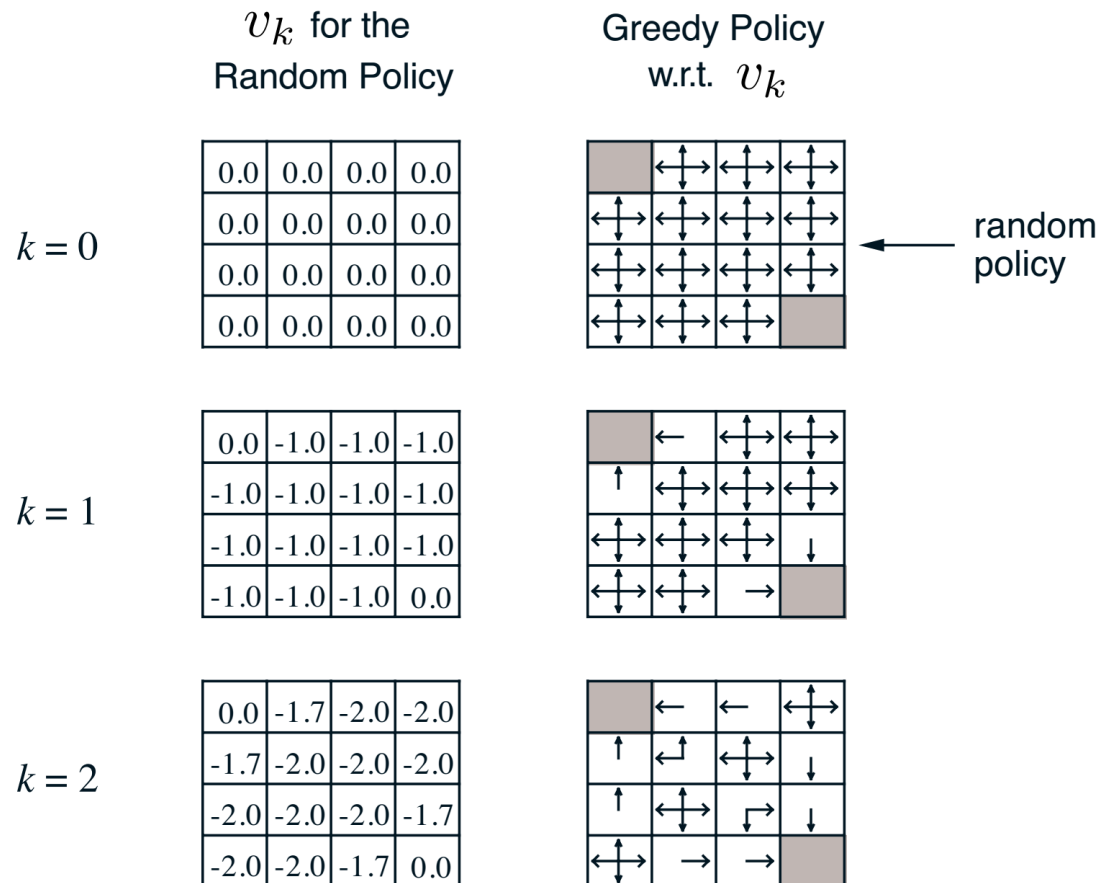 v_k for the
Random Policy
Greedy Policy
w.r.t. v_k
k = 0
0.0 0.0 0.0 0.0
0.0 0.0 0.0 0.0
0.0 0.0 0.0 0.0
0.0 0.0 0.0 0.0
random
policy
k = 1
0.0 -1.0 -1.0 -1.0
-1.0 -1.0 -1.0 -1.0
-1.0 -1.0 -1.0 -1.0
-1.0 -1.0 -1.0 0.0
k = 2
0.0 -1.7 -2.0 -2.0
-1.7 -2.0 -2.0 -2.0
-2.0 -2.0 -2.0 -1.7
-2.0 -2.0 -1.7 0.0